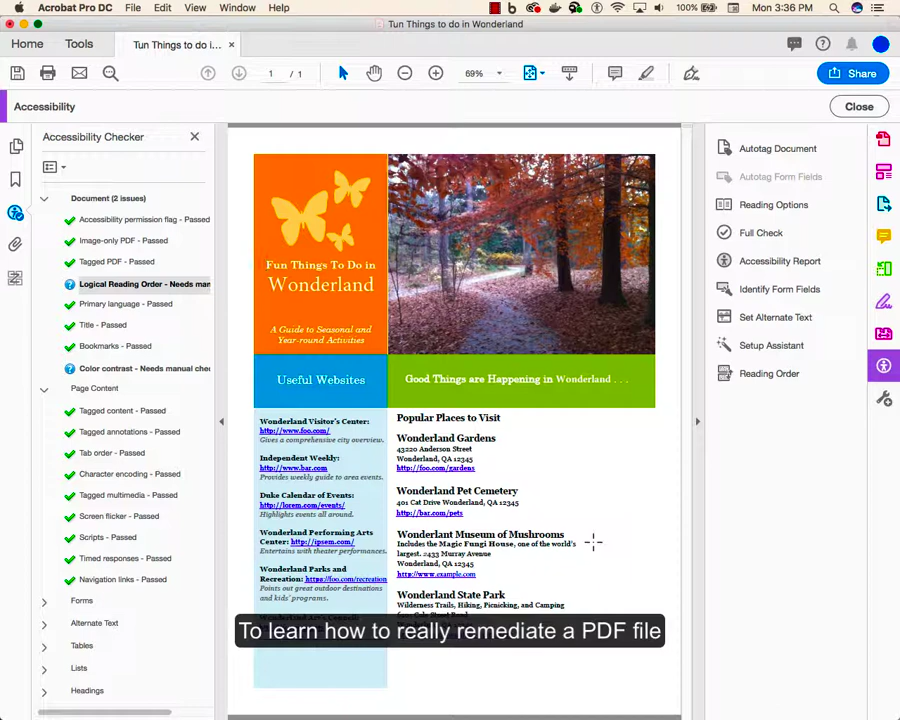 Acrobat Pro DC File Edit View Window Help 100% Mon 3:36 PM
Tun Things to do in Wonderland
Home Tools Tun Things to do i... ×
1 / 1 69% Share
Accessibility Close
Accessibility Checker
Document (2 issues)
Accessibility permission flag - Passed
Image-only PDF - Passed
Tagged PDF - Passed
Logical Reading Order - Needs man
Primary language - Passed
Title - Passed
Bookmarks - Passed
Color contrast - Needs manual chec
Page Content
Tagged content - Passed
Tagged annotations - Passed
Tab order - Passed
Character encoding - Passed
Tagged multimedia - Passed
Screen flicker - Passed
Scripts - Passed
Timed responses - Passed
Navigation links - Passed
Forms
Alternate Text
Tables
Lists
Headings
Fun Things To Do in
Wonderland
A Guide to Seasonal and
Year-round Activities
Useful Websites
Good Things are Happening in Wonderland . . .
Wonderland Visitor's Center:
http://www.foo.com/
Gives a comprehensive city overview.
Independent Weekly:
http://www.bar.com
Provides weekly guide to area events.
Duke Calendar of Events:
http://lorem.com/events/
Highlights events all around.
Wonderland Performing Arts
Center: http://ipsem.com/
Entertains with theater performances.
Wonderland Parks and
Recreation: https://foo.com/recreation
Points out great outdoor destinations
and kids' programs.
Popular Places to Visit
Wonderland Gardens
43220 Anderson Street
Wonderland, QA 12345
http://foo.com/gardens
Wonderland Pet Cemetery
401 Cat Drive Wonderland, QA 12345
http://bar.com/pets
Wonderlant Museum of Mushrooms
Includes the Magic Fungi House, one of the world's
largest. 2433 Murray Avenue
Wonderland, QA 12345
http://www.example.com
Wonderland State Park
Wilderness Trails, Hiking, Picnicking, and Camping
To learn how to really remediate a PDF file
Autotag Document
Autotag Form Fields
Reading Options
Full Check
Accessibility Report
Identify Form Fields
Set Alternate Text
Setup Assistant
Reading Order